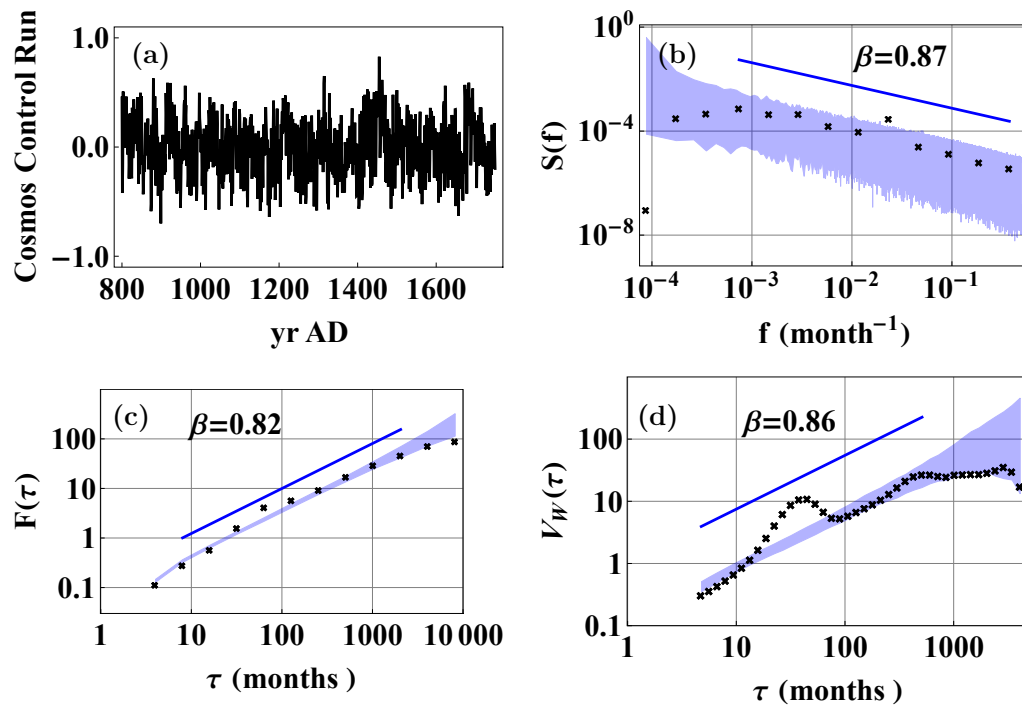 Cosmos Control Run
1.0
0.0
−1.0
(a)
800 1000 1200 1400 1600
yr AD
S(f)
10^0
10^−4
10^−8
(b)
β=0.87
10^−4 10^−3 10^−2 10^−1
f (month^−1)
F(τ)
100
10
1
0.1
(c)
β=0.82
1 10 100 1000 10 000
τ (months )
V_W(τ)
100
10
1
0.1
(d)
β=0.86
1 10 100 1000
τ (months )